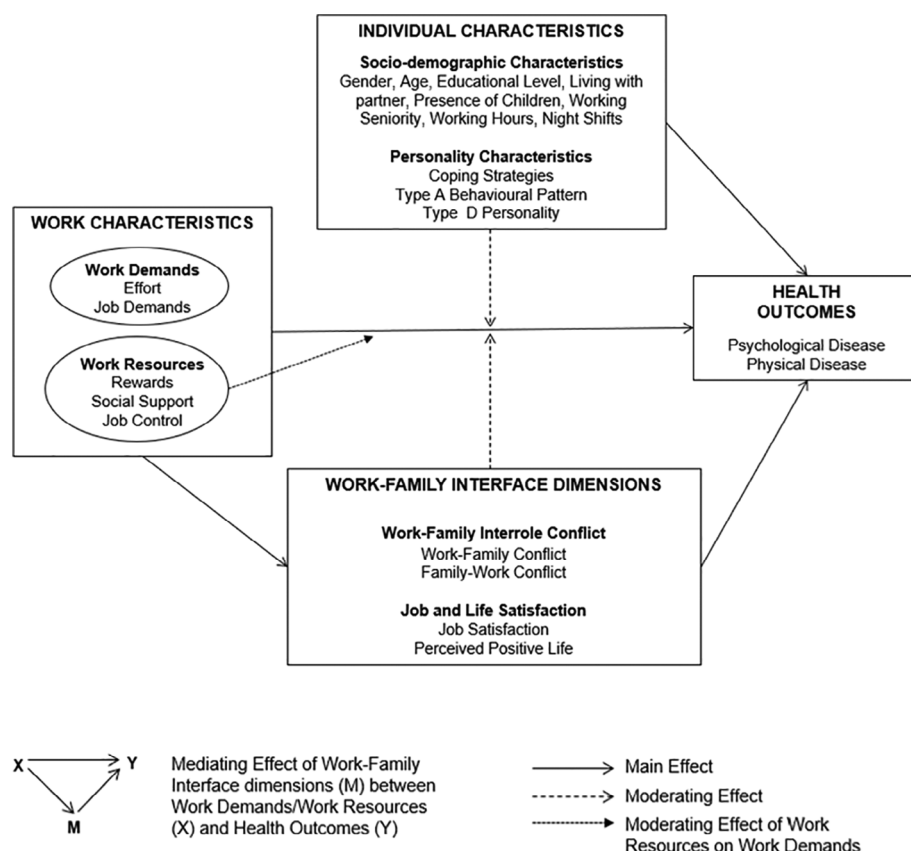 INDIVIDUAL CHARACTERISTICS
Socio-demographic Characteristics
Gender, Age, Educational Level, Living with
partner, Presence of Children, Working
Seniority, Working Hours, Night Shifts
Personality Characteristics
Coping Strategies
Type A Behavioural Pattern
Type D Personality
WORK CHARACTERISTICS
Work Demands
Effort
Job Demands
Work Resources
Rewards
Social Support
Job Control
HEALTH
OUTCOMES
Psychological Disease
Physical Disease
WORK-FAMILY INTERFACE DIMENSIONS
Work-Family Interrole Conflict
Work-Family Conflict
Family-Work Conflict
Job and Life Satisfaction
Job Satisfaction
Perceived Positive Life
X
Y
M
Mediating Effect of Work-Family
Interface dimensions (M) between
Work Demands/Work Resources
(X) and Health Outcomes (Y)
Main Effect
Moderating Effect
Moderating Effect of Work
Resources on Work Demands